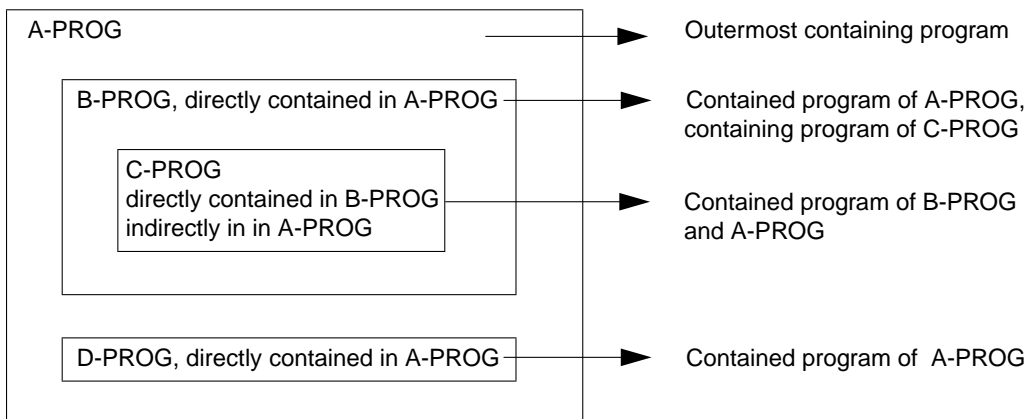 A-PROG
Outermost containing program
B-PROG, directly contained in A-PROG
Contained program of A-PROG,
containing program of C-PROG
C-PROG
directly contained in B-PROG
indirectly in in A-PROG
Contained program of B-PROG
and A-PROG
D-PROG, directly contained in A-PROG
Contained program of A-PROG